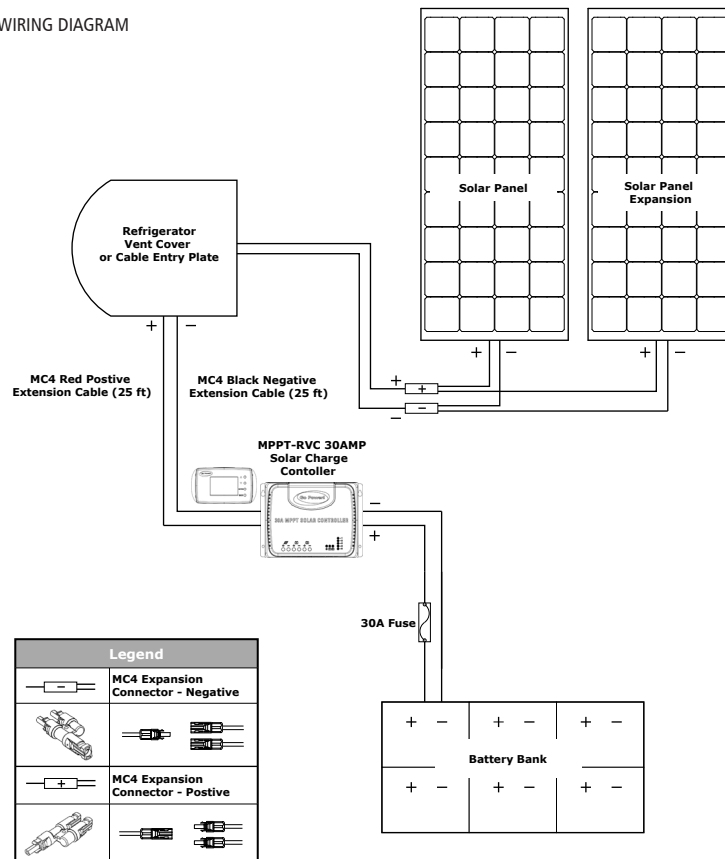 WIRING DIAGRAM
Solar Panel
Solar Panel
Expansion
Refrigerator
Vent Cover
or Cable Entry Plate
+ −
+ −
+ −
+
+
−
−
MC4 Red Postive
Extension Cable (25 ft)
MC4 Black Negative
Extension Cable (25 ft)
MPPT-RVC 30AMP
Solar Charge
Contoller
Go Power!
30A MPPT SOLAR CONTROLLER
−
+
30A Fuse
+ − + − + −
Battery Bank
+ − + − + −
Legend
−
MC4 Expansion
Connector - Negative
+
MC4 Expansion
Connector - Postive